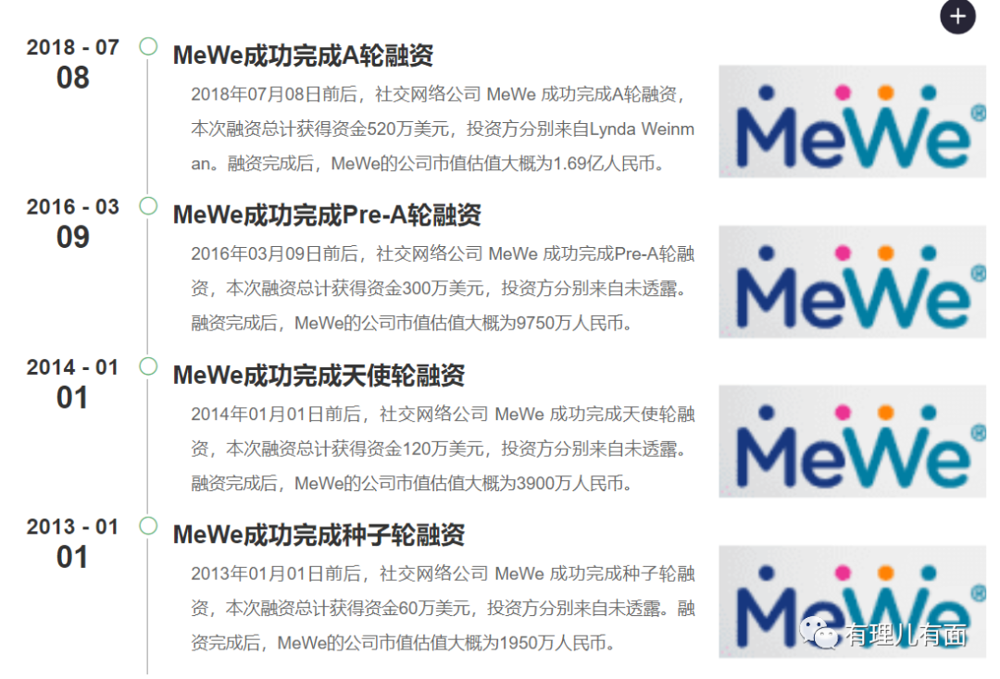 2018 - 07
08
MeWe成功完成A轮融资
2018年07月08日前后，社交网络公司 MeWe 成功完成A轮融资，
本次融资总计获得资金520万美元，投资方分别来自Lynda Weinm
an。融资完成后，MeWe的公司市值估值大概为1.69亿人民币。
MeWe®
2016 - 03
09
MeWe成功完成Pre-A轮融资
2016年03月09日前后，社交网络公司 MeWe 成功完成Pre-A轮融
资，本次融资总计获得资金300万美元，投资方分别来自未透露。
融资完成后，MeWe的公司市值估值大概为9750万人民币。
MeWe®
2014 - 01
01
MeWe成功完成天使轮融资
2014年01月01日前后，社交网络公司 MeWe 成功完成天使轮融
资，本次融资总计获得资金120万美元，投资方分别来自未透露。
融资完成后，MeWe的公司市值估值大概为3900万人民币。
MeWe®
2013 - 01
01
MeWe成功完成种子轮融资
2013年01月01日前后，社交网络公司 MeWe 成功完成种子轮融
资，本次融资总计获得资金60万美元，投资方分别来自未透露。融
资完成后，MeWe的公司市值估值大概为1950万人民币。
MeWe®
有理儿有面